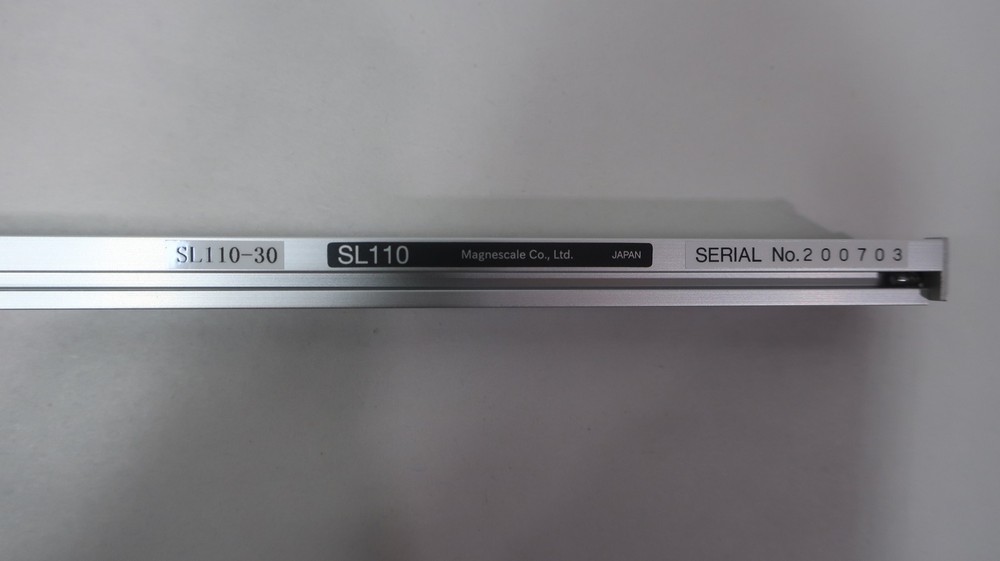 SL110-30
SL110 Magnescale Co., Ltd. JAPAN
SERIAL No. 200703